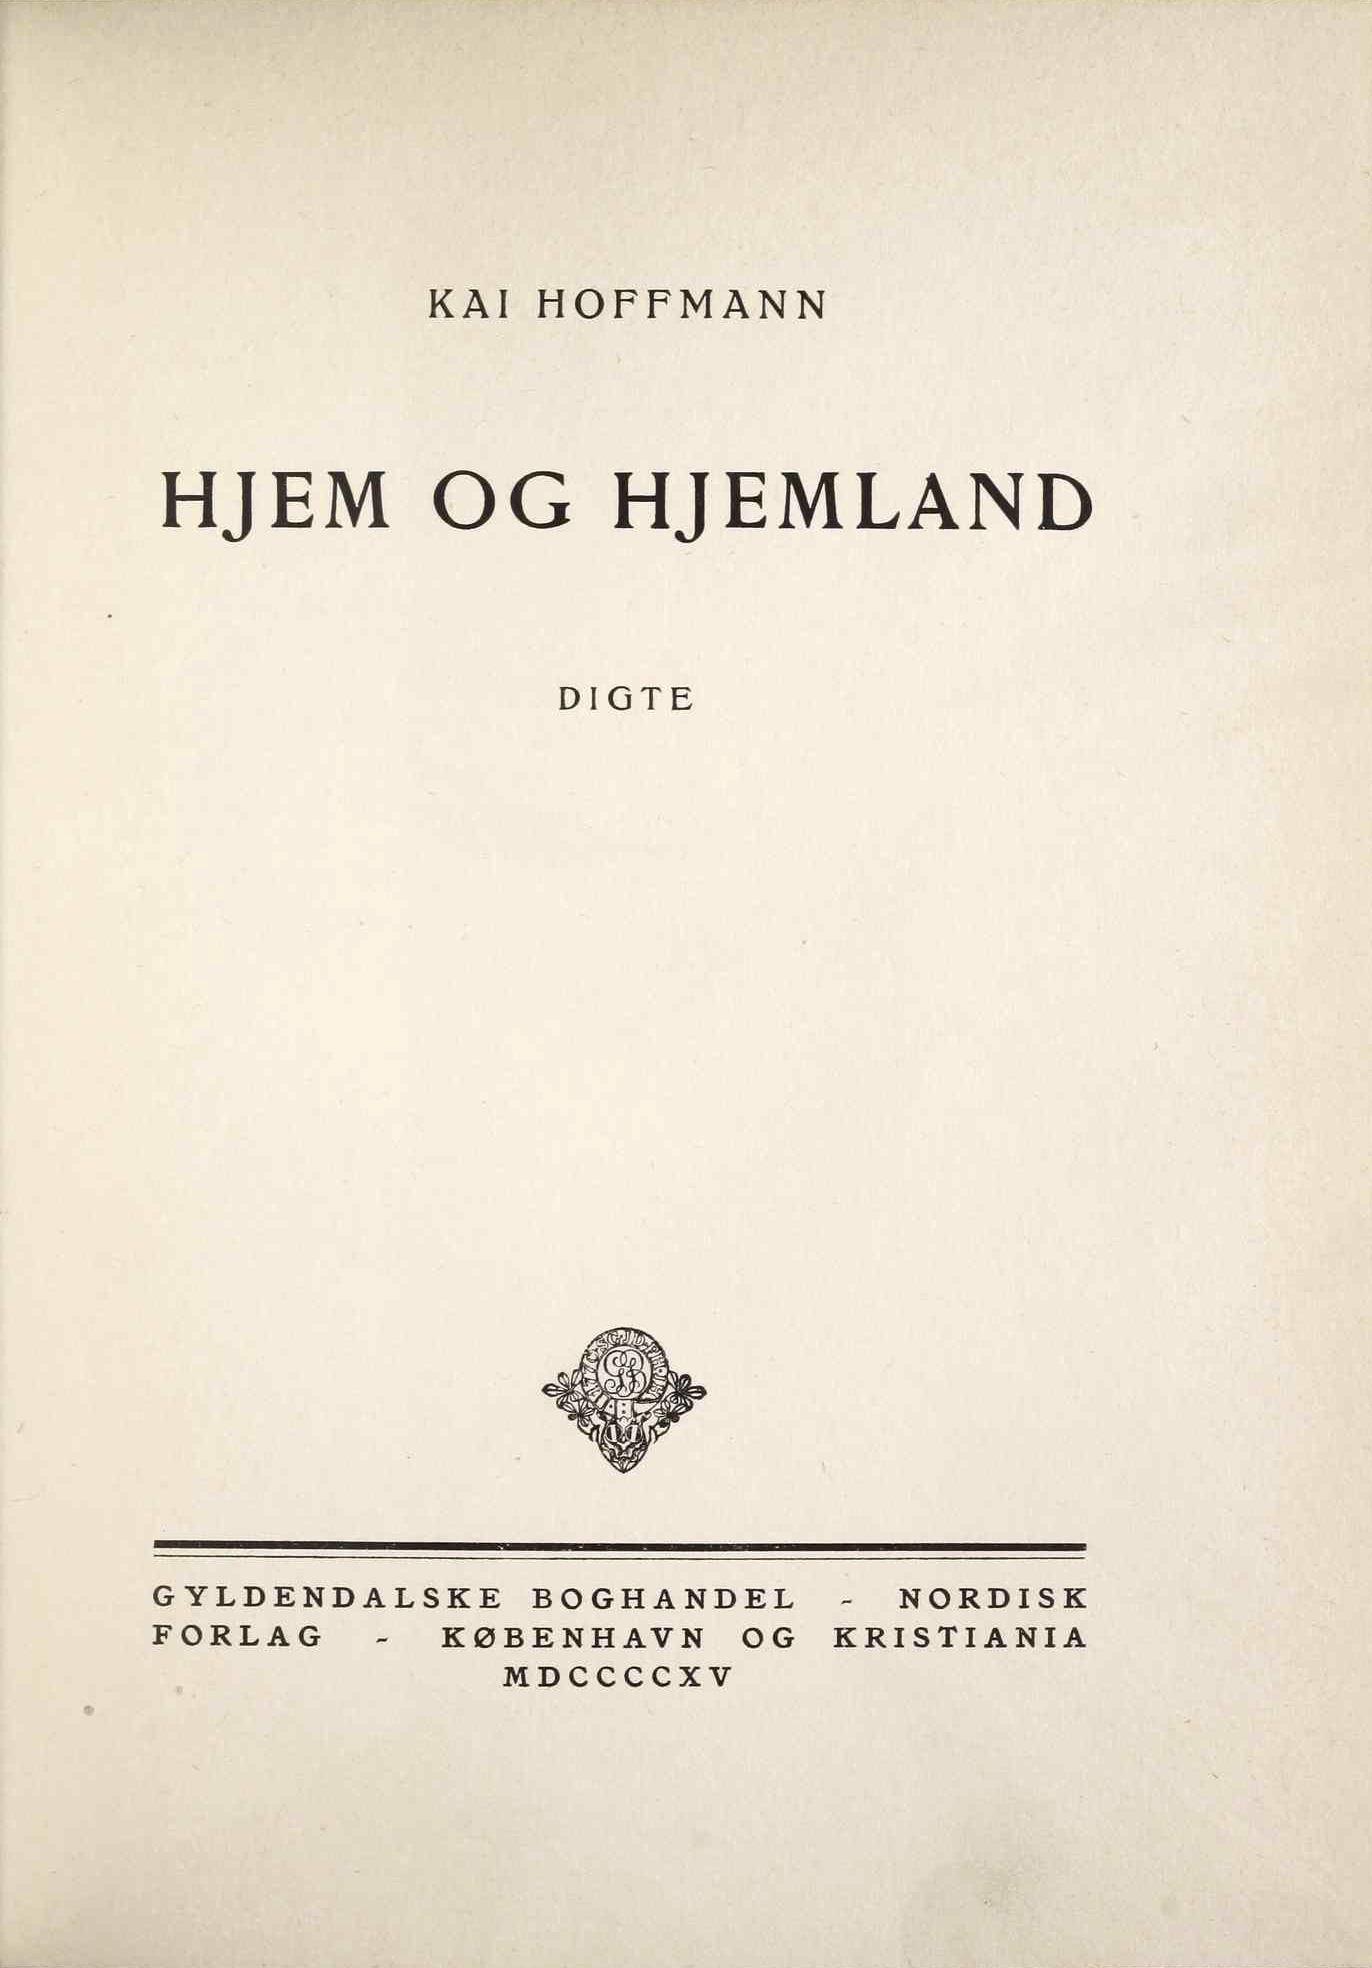 KAI HOFFMANN
HJEM OG HJEMLAND
DIGTE
GYLDENDALSKE BOGHANDEL - NORDISK
FORLAG - KØBENHAVN OG KRISTIANIA
MDCCCCXV